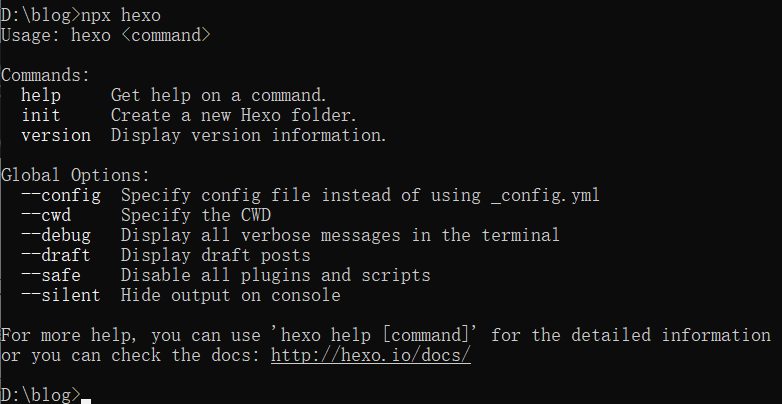 D:\blog>npx hexo
Usage: hexo <command>
Commands:
help     Get help on a command.
init     Create a new Hexo folder.
version  Display version information.
Global Options:
--config  Specify config file instead of using _config.yml
--cwd     Specify the CWD
--debug   Display all verbose messages in the terminal
--draft   Display draft posts
--safe    Disable all plugins and scripts
--silent  Hide output on console
For more help, you can use 'hexo help [command]' for the detailed information
or you can check the docs: http://hexo.io/docs/
D:\blog>